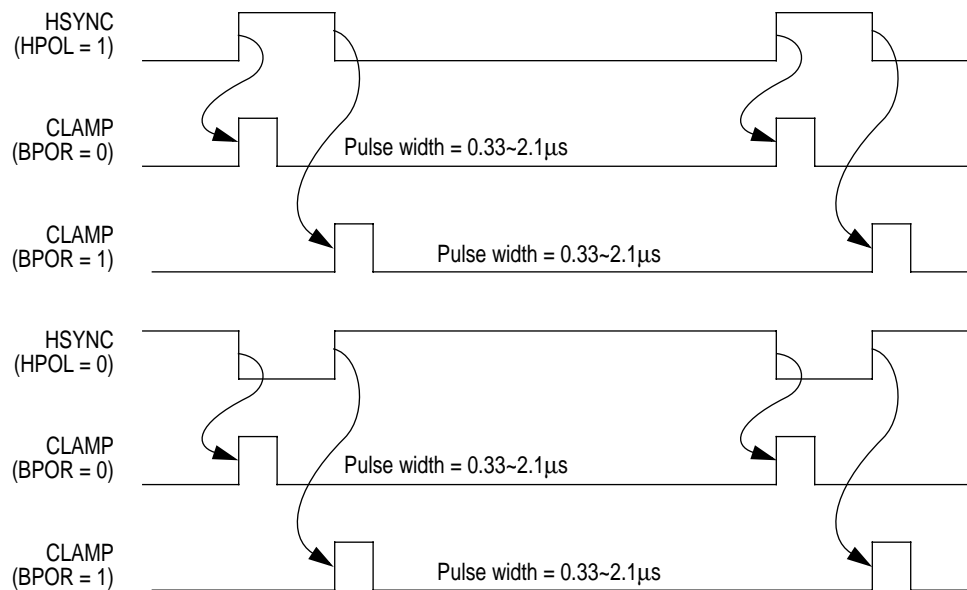 HSYNC
(HPOL = 1)
CLAMP
(BPOR = 0)
Pulse width = 0.33~2.1μs
CLAMP
(BPOR = 1)
Pulse width = 0.33~2.1μs
HSYNC
(HPOL = 0)
CLAMP
(BPOR = 0)
Pulse width = 0.33~2.1μs
CLAMP
(BPOR = 1)
Pulse width = 0.33~2.1μs